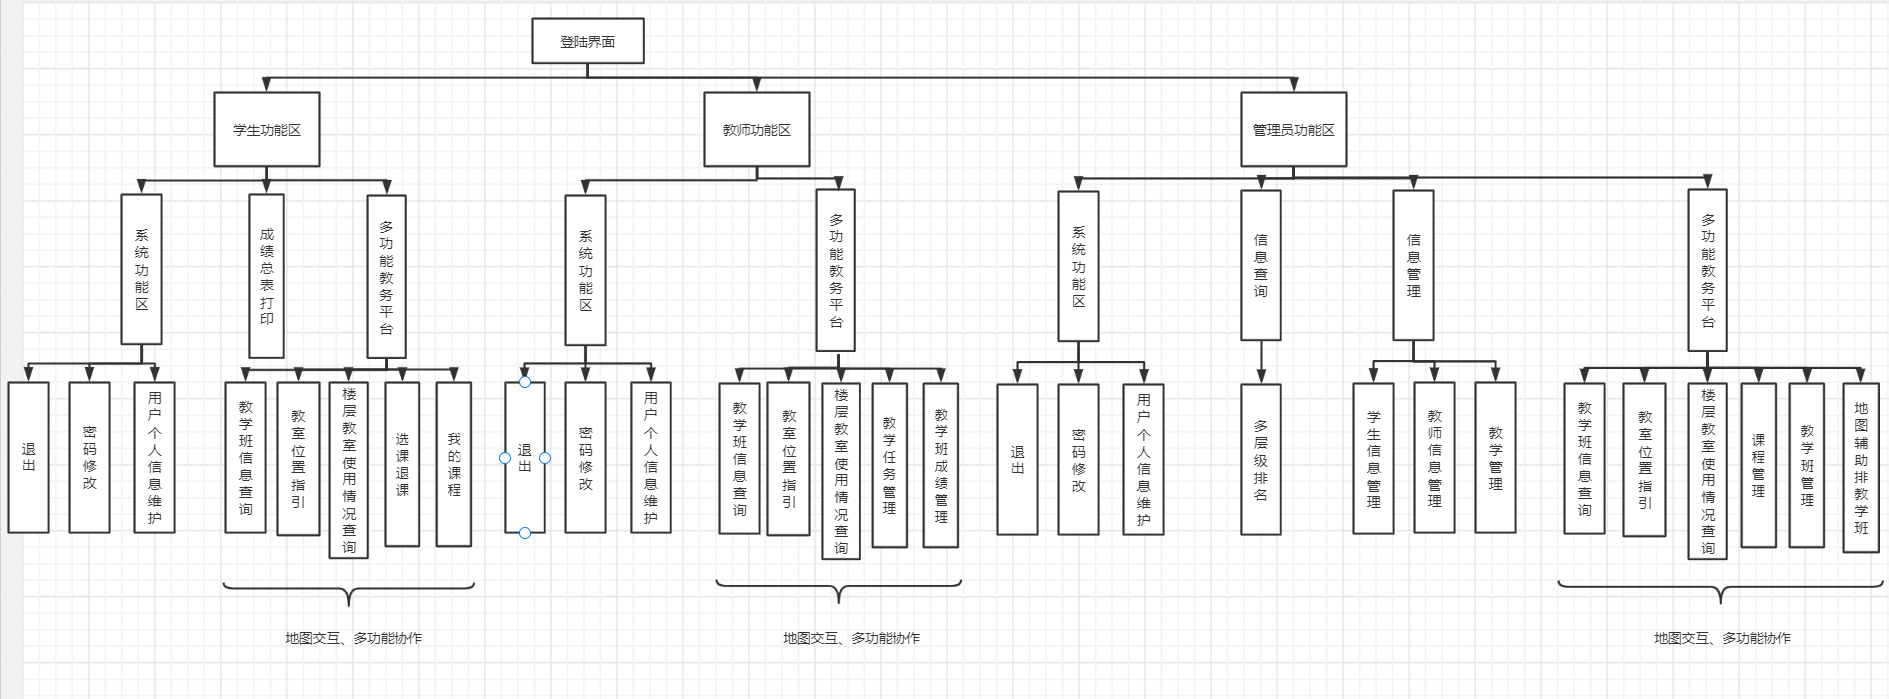 登陆界面
学生功能区
教师功能区
管理员功能区
系统功能区
成绩总表打印
多功能教务平台
系统功能区
多功能教务平台
系统功能区
信息查询
信息管理
多功能教务平台
退出
密码修改
用户个人信息维护
教学班信息查询
教室位置指引
楼层教室使用情况查询
选课退课
我的课程
退出
密码修改
用户个人信息维护
教学班信息查询
教室位置指引
楼层教室使用情况查询
教学任务管理
教学班成绩管理
退出
密码修改
用户个人信息维护
多层级排名
学生信息管理
教师信息管理
教学管理
教学班信息查询
教室位置指引
楼层教室使用情况查询
课程管理
教学班管理
地图辅助排教学班
地图交互、多功能协作
地图交互、多功能协作
地图交互、多功能协作